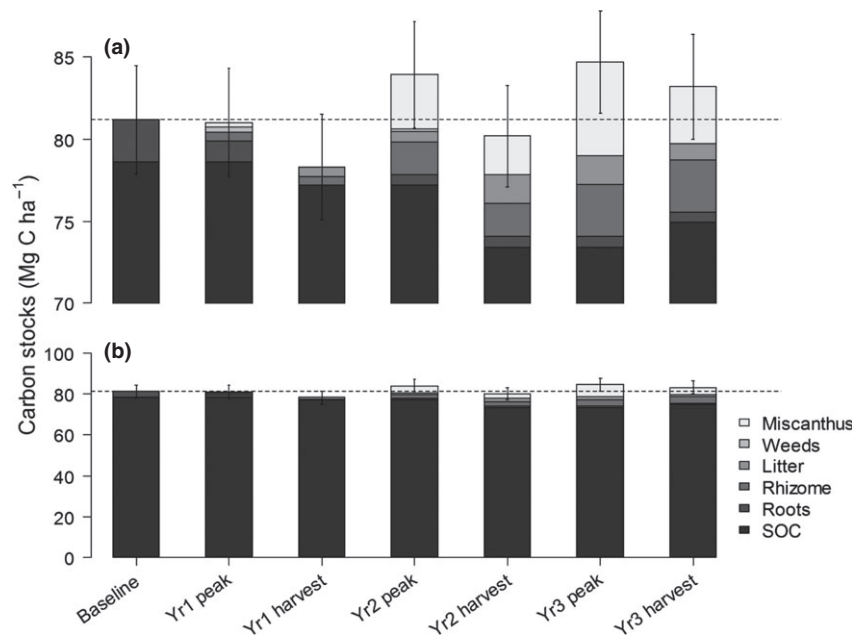 (a)
85
80
75
70
Carbon stocks (Mg C ha⁻¹)
(b)
100
80
60
40
20
0
Miscanthus
Weeds
Litter
Rhizome
Roots
SOC
Baseline
Yr1 peak
Yr1 harvest
Yr2 peak
Yr2 harvest
Yr3 peak
Yr3 harvest